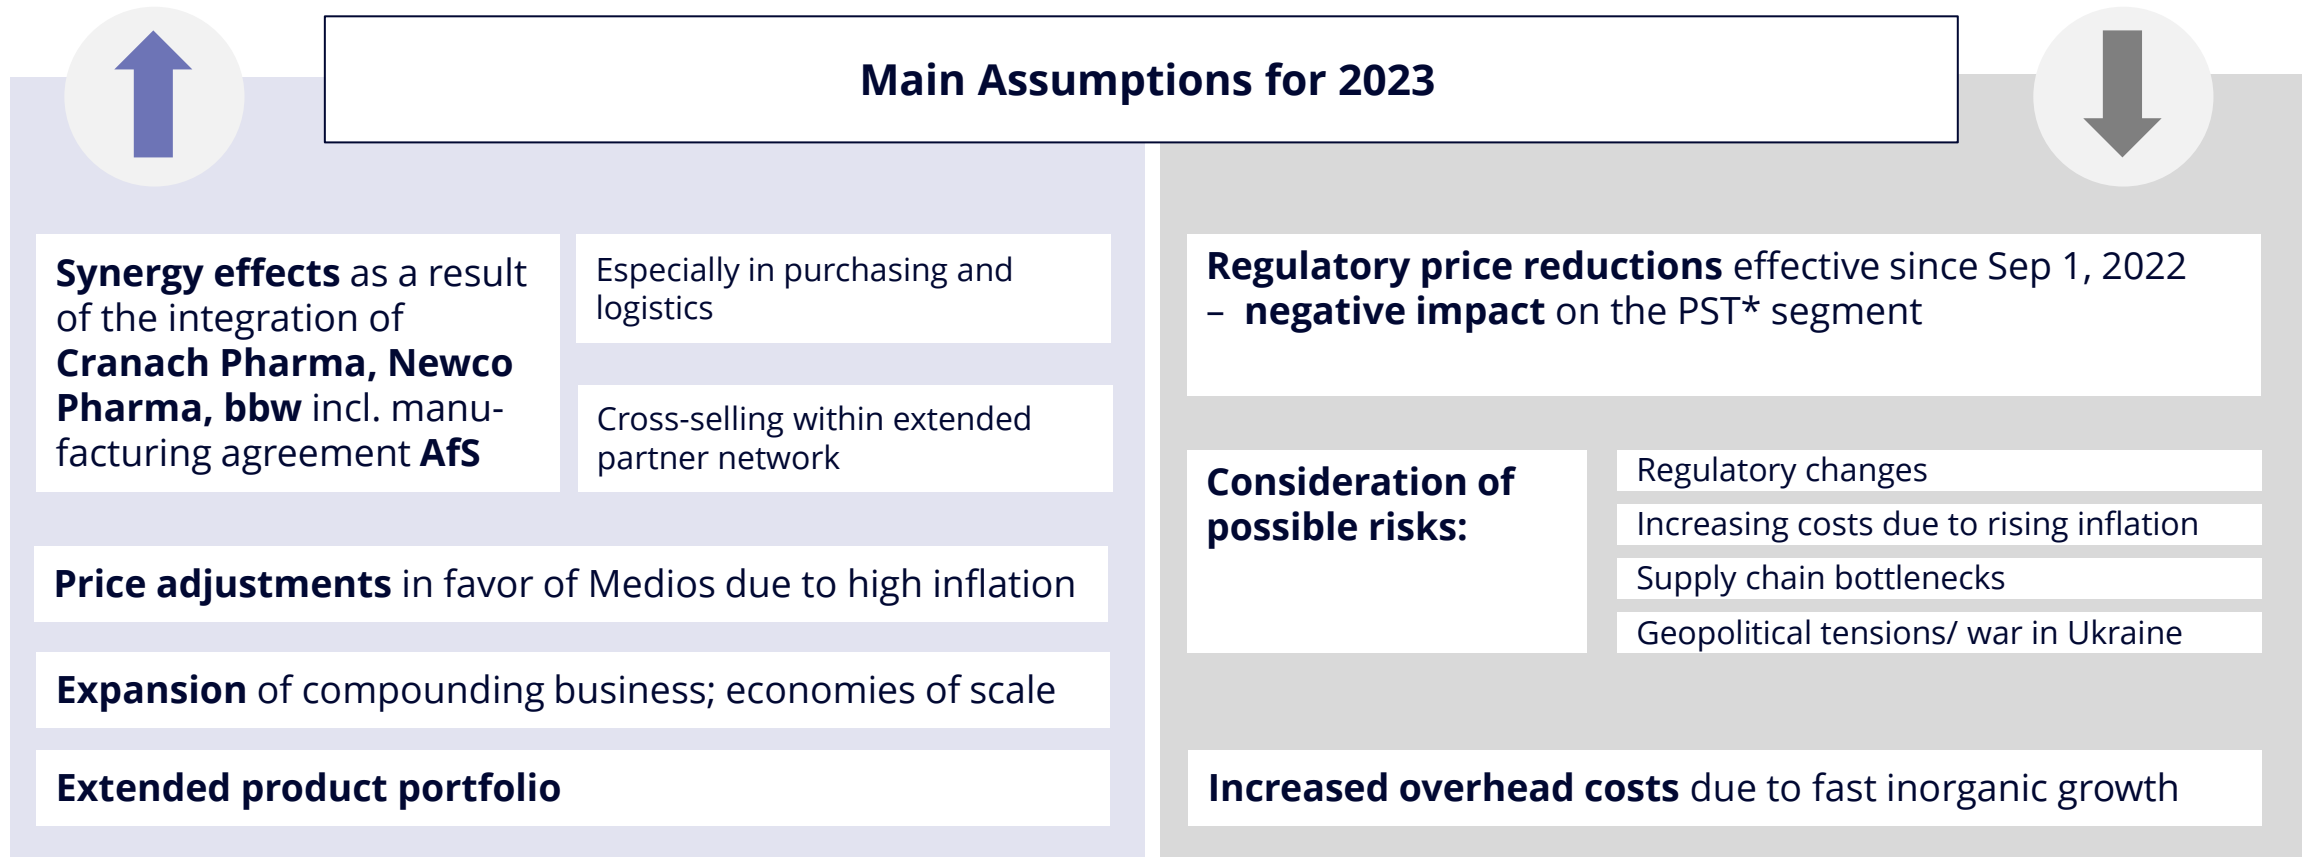 Main Assumptions for 2023
Synergy effects as a result
of the integration of
Cranach Pharma, Newco
Pharma, bbw incl. manu-
facturing agreement AfS
Especially in purchasing and
logistics
Cross-selling within extended
partner network
Price adjustments in favor of Medios due to high inflation
Expansion of compounding business; economies of scale
Extended product portfolio
Regulatory price reductions effective since Sep 1, 2022
– negative impact on the PST* segment
Consideration of
possible risks:
Regulatory changes
Increasing costs due to rising inflation
Supply chain bottlenecks
Geopolitical tensions/ war in Ukraine
Increased overhead costs due to fast inorganic growth